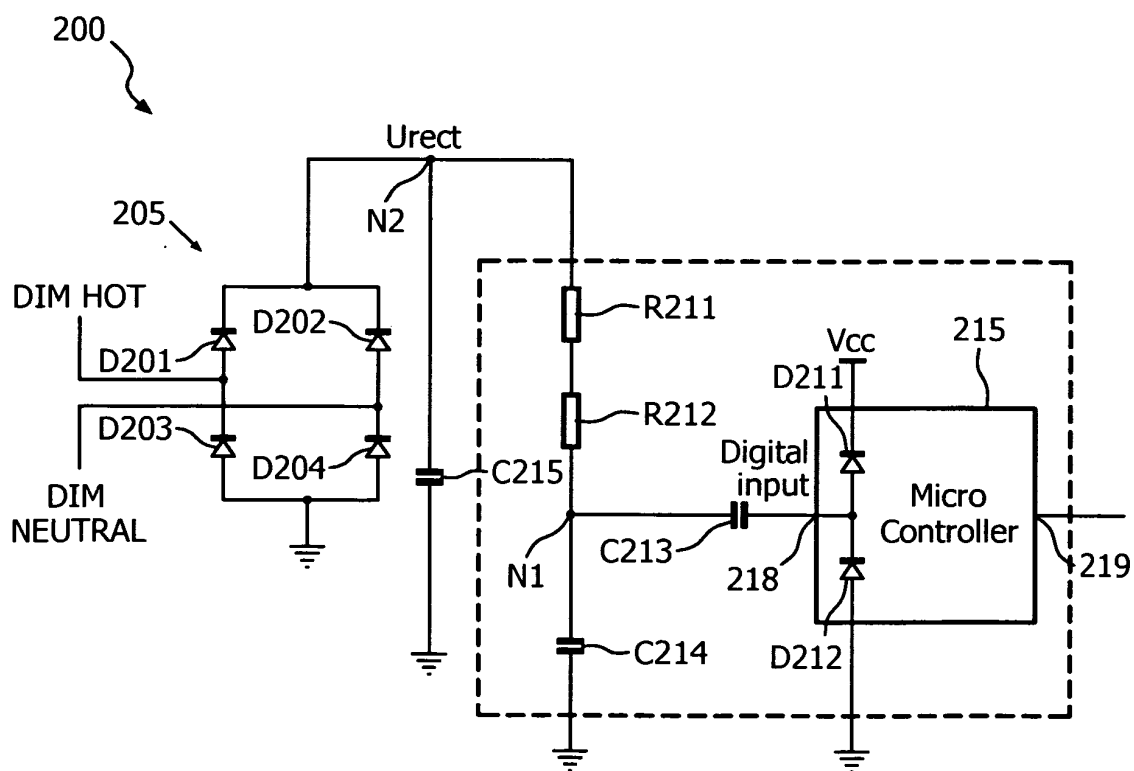 200
Urect
N2
205
DIM HOT
D202
D201
D203
D204
DIM
NEUTRAL
C215
R211
R212
N1
C213
C214
Digital
input
218
Vcc
D211
215
Micro
Controller
219
D212